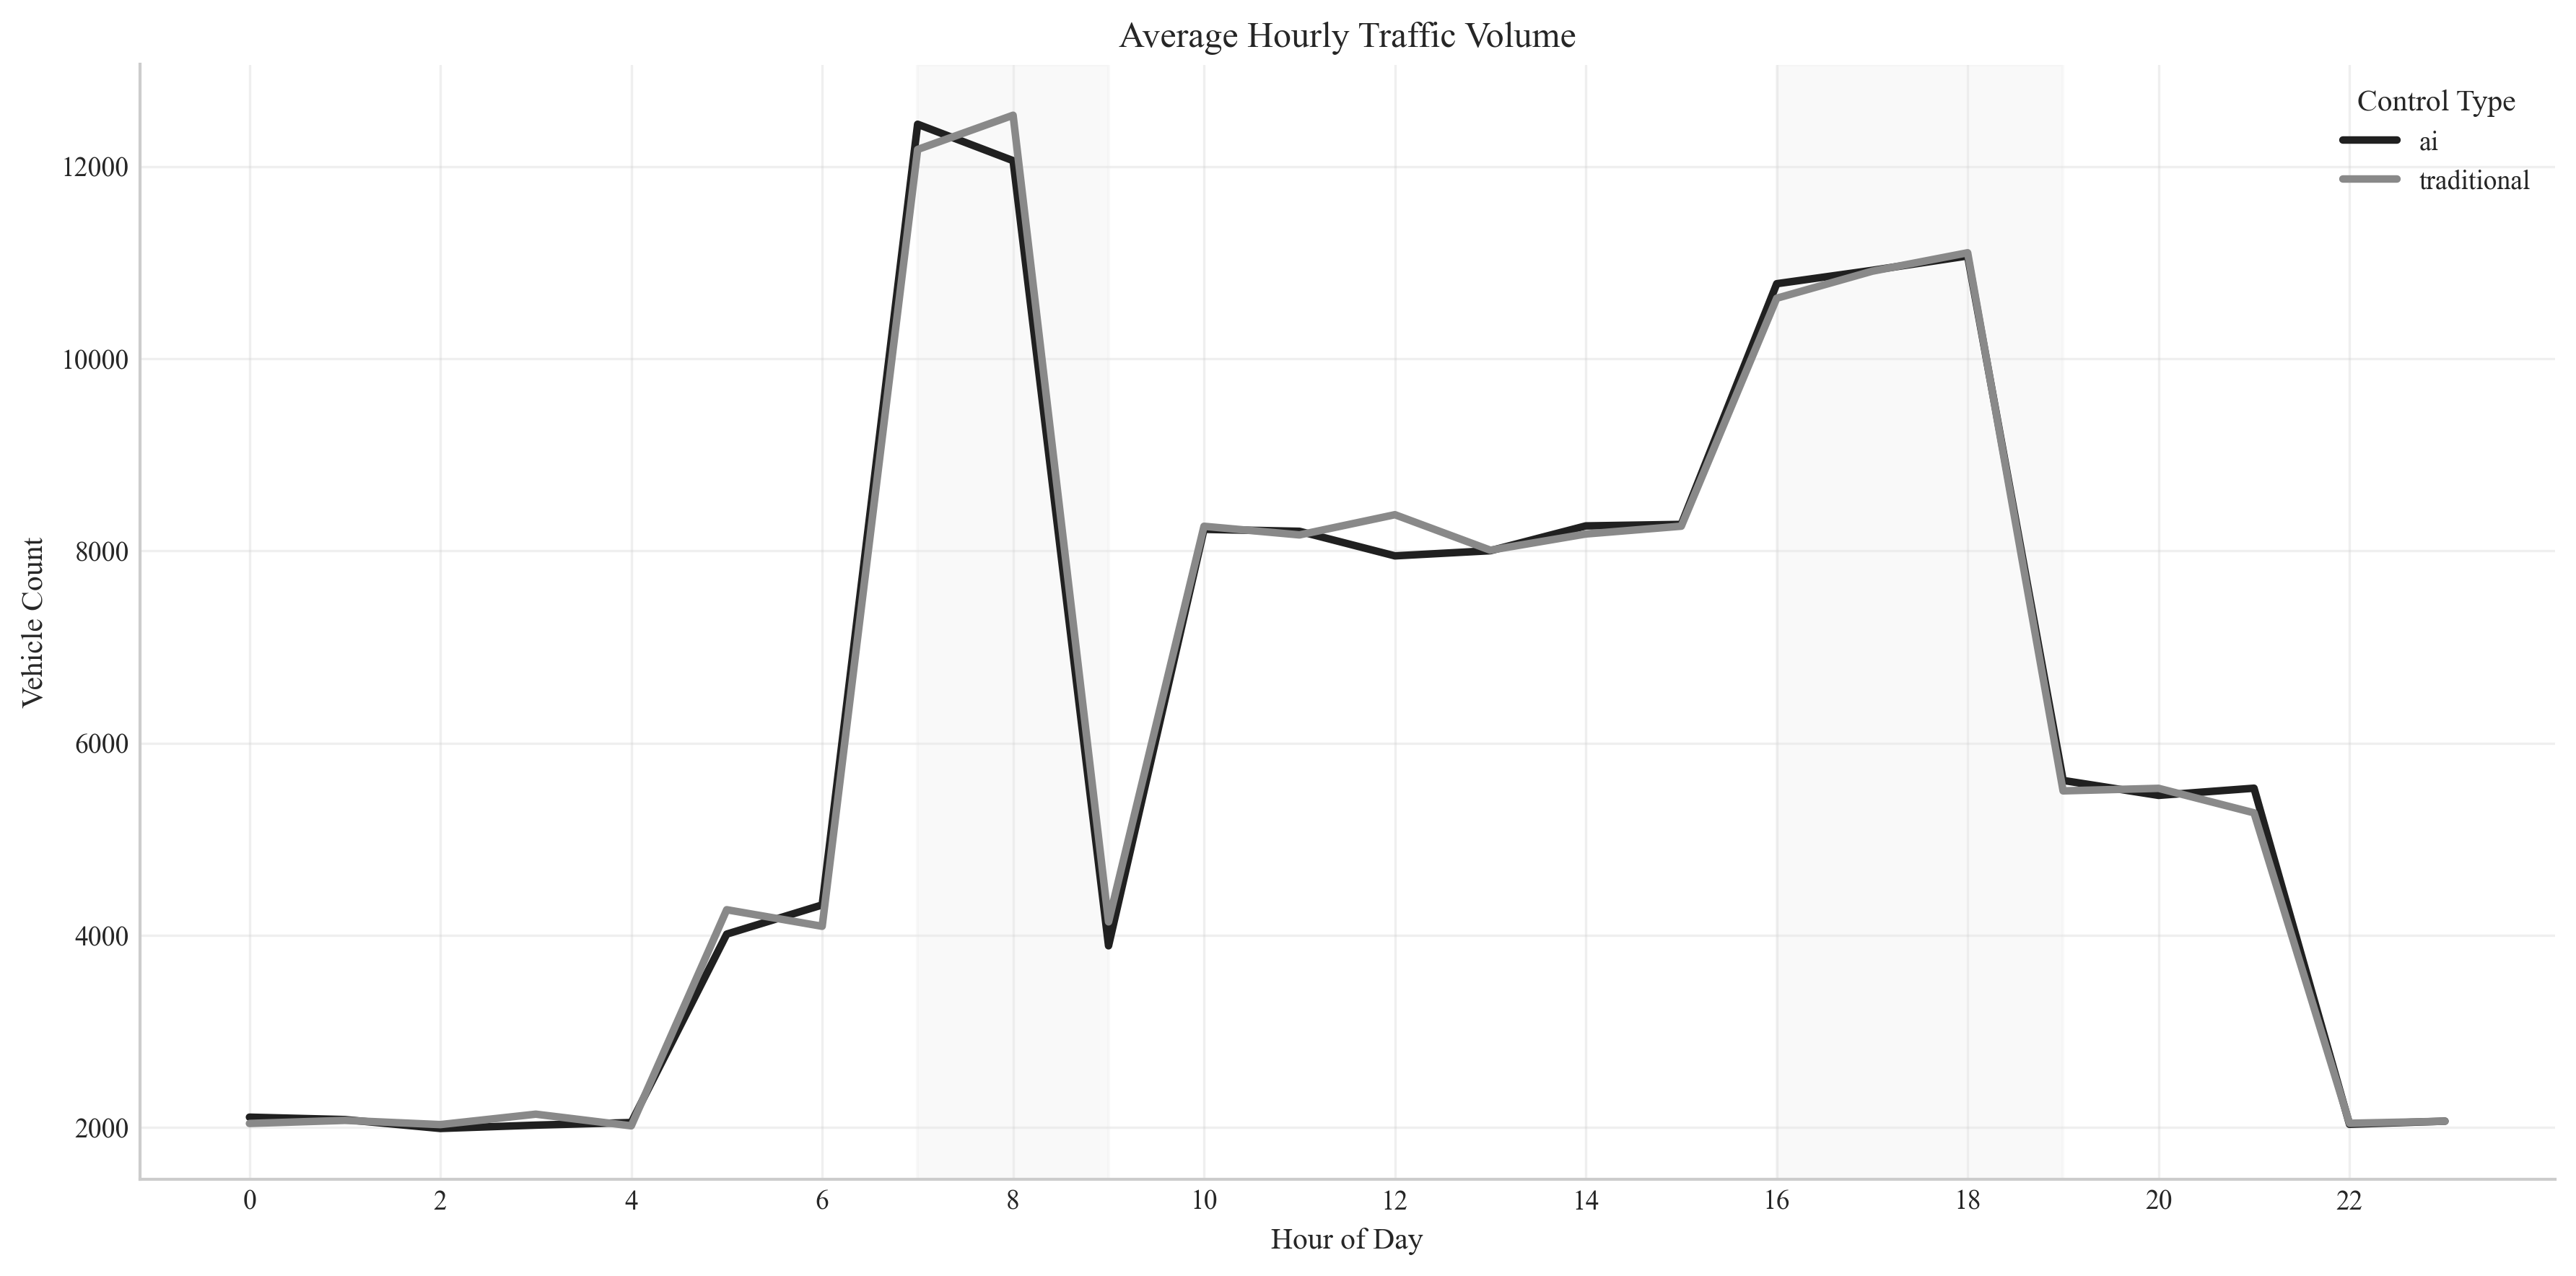 Average Hourly Traffic Volume
Control Type
ai
traditional
12000
10000
8000
6000
4000
2000
Vehicle Count
0 2 4 6 8 10 12 14 16 18 20 22
Hour of Day